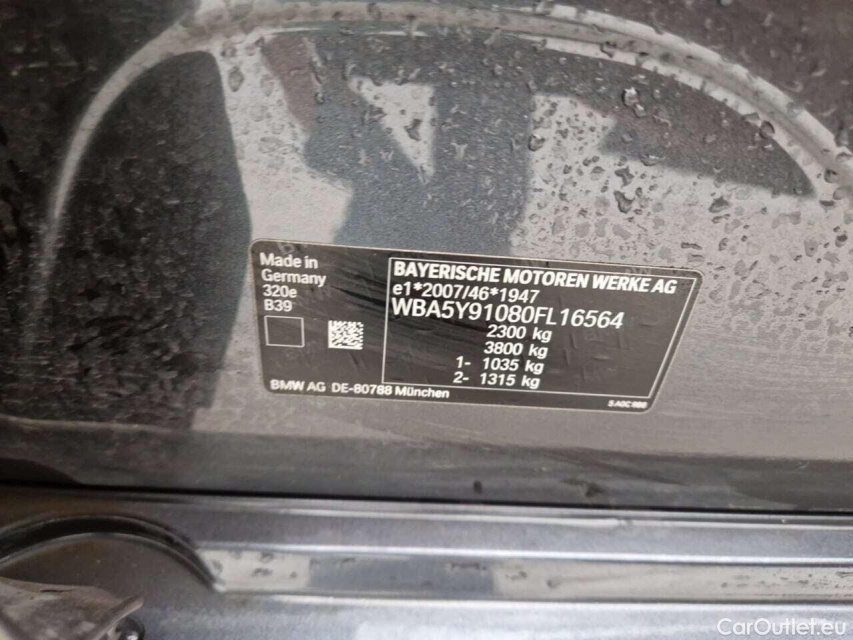 Made in
Germany
320e
B39
BMW AG DE-80788 München
BAYERISCHE MOTOREN WERKE AG
e1*2007/46*1947
WBA5Y91080FL16564
2300 kg
3800 kg
1- 1035 kg
2- 1315 kg
CarOutlet.eu